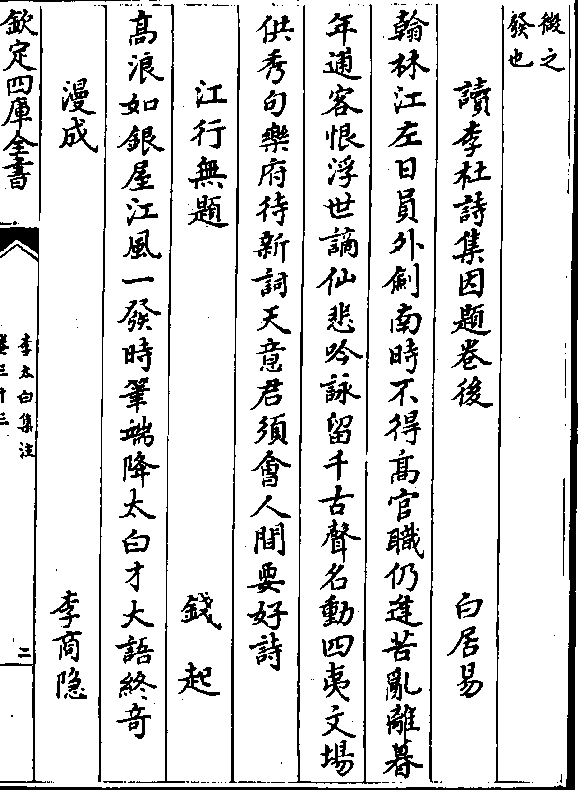 微之
發也
讀李杜詩集因題卷後 白居易
翰林江左日員外劍南時不得髙官職仍逢苦亂離暮
年逋客恨浮世謫仙悲吟詠留千古聲名動四夷文場
供秀句樂府待新詞天意君須會人間要好詩
江行無題 錢起
髙浪如銀屋江風一發時筆端降太白才大語終奇
漫成 李商隐
欽定四庫全書
李太白集注
卷三十三
二